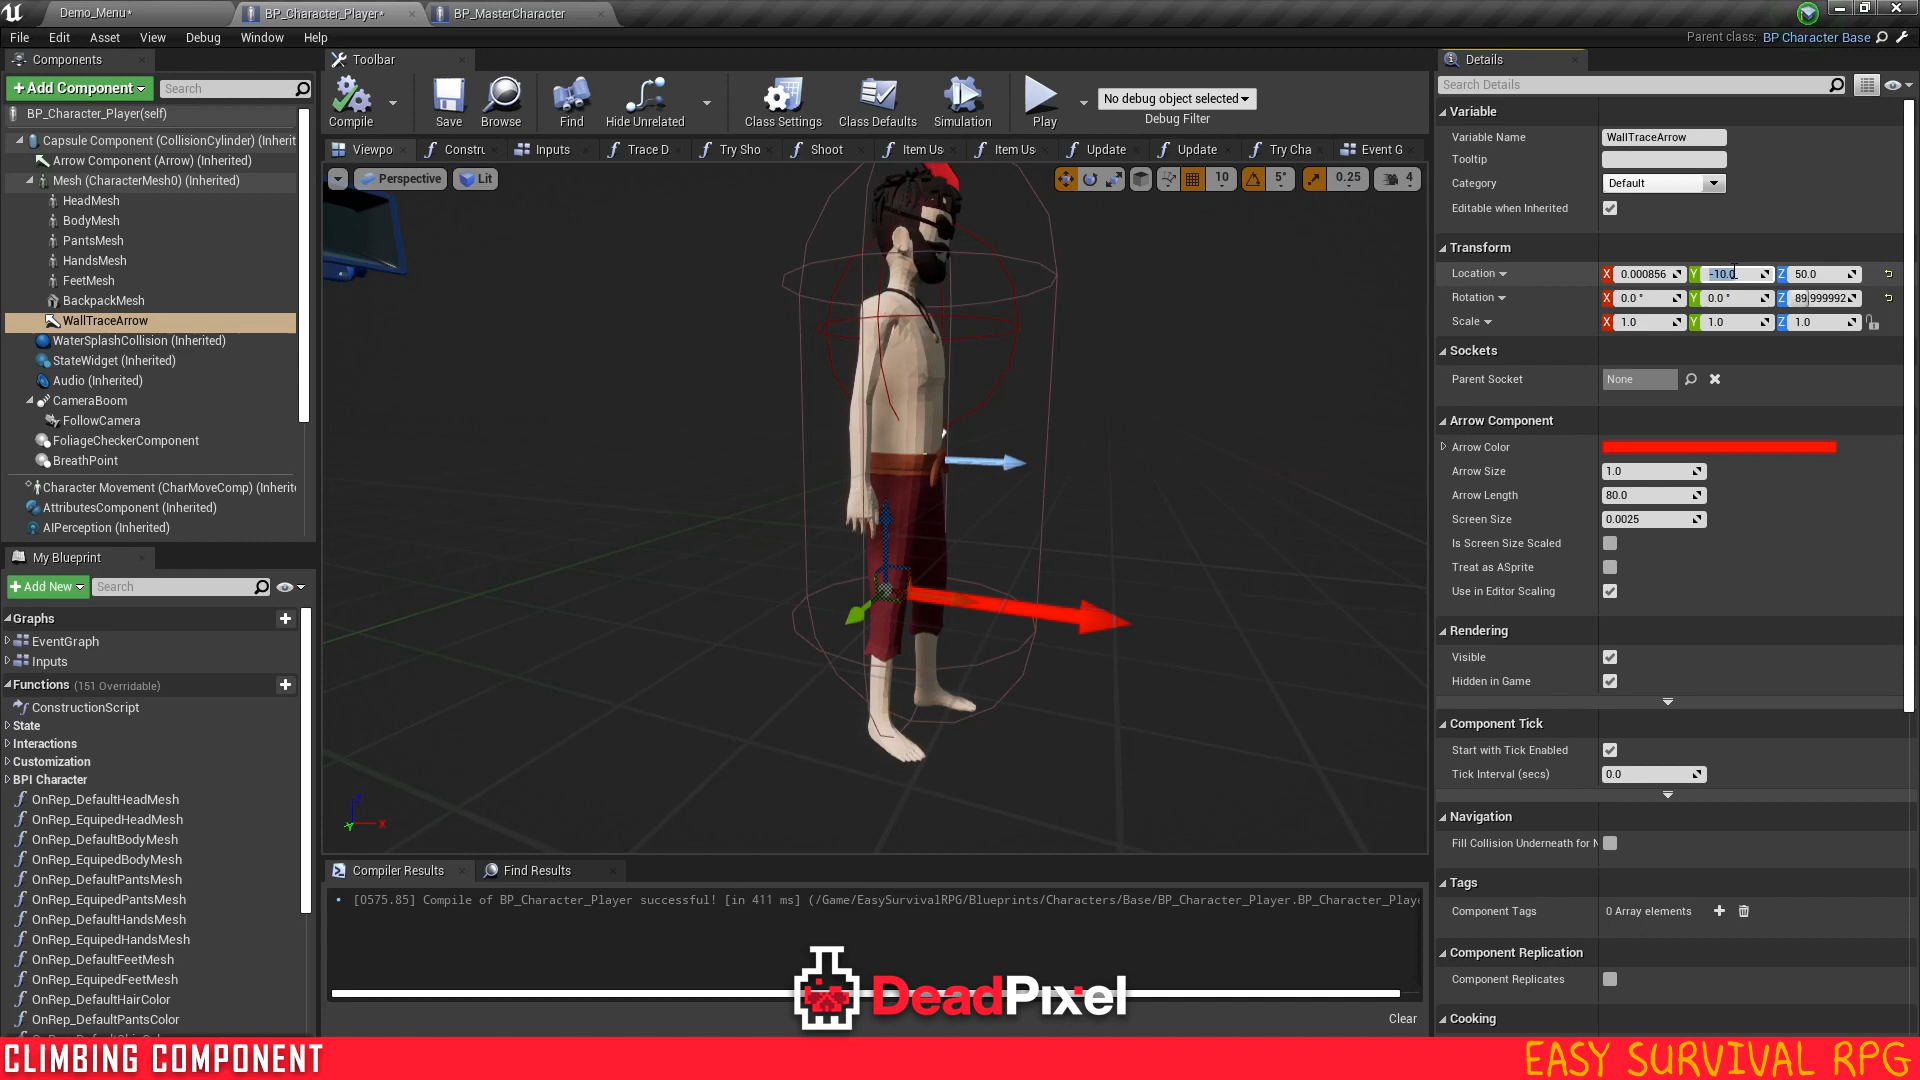 Demo_Menu*
BP_Character_Player*
BP_MasterCharacter
File Edit Asset View Debug Window Help
Parent class: BP Character Base
Components
+Add Component
Search
BP_Character_Player(self)
Capsule Component (CollisionCylinder) (Inherit
Arrow Component (Arrow) (Inherited)
Mesh (CharacterMesh0) (Inherited)
HeadMesh
BodyMesh
PantsMesh
HandsMesh
FeetMesh
BackpackMesh
WallTraceArrow
WaterSplashCollision (Inherited)
StateWidget (Inherited)
Audio (Inherited)
CameraBoom
FollowCamera
FoliageCheckerComponent
BreathPoint
Character Movement (CharMoveComp) (Inherite
AttributesComponent (Inherited)
AIPerception (Inherited)
My Blueprint
+Add New
Search
Graphs
EventGraph
Inputs
Functions (151 Overridable)
ConstructionScript
State
Interactions
Customization
BPI Character
OnRep_DefaultHeadMesh
OnRep_EquipedHeadMesh
OnRep_DefaultBodyMesh
OnRep_EquipedBodyMesh
OnRep_DefaultPantsMesh
OnRep_EquipedPantsMesh
OnRep_DefaultHandsMesh
OnRep_EquipedHandsMesh
OnRep_DefaultFeetMesh
OnRep_EquipedFeetMesh
OnRep_DefaultHairColor
OnRep_DefaultPantsColor
Toolbar
Compile Save Browse Find Hide Unrelated Class Settings Class Defaults Simulation Play
No debug object selected
Debug Filter
Viewpo Constru Inputs Trace D Try Sho Shoot Item Us Item Us Update Update Try Cha Event G
Perspective Lit
10 5° 0.25 4
Z
X
Y
Compiler Results
Find Results
[0575.85] Compile of BP_Character_Player successful! [in 411 ms] (/Game/EasySurvivalRPG/Blueprints/Characters/Base/BP_Character_Player.BP_Character_Playe
Clear
DeadPixel
Details
Search Details
Variable
Variable Name WallTraceArrow
Tooltip
Category Default
Editable when Inherited
Transform
Location X 0.000856 Y -10.0 Z 50.0
Rotation X 0.0 ° Y 0.0 ° Z 89.999992
Scale X 1.0 Y 1.0 Z 1.0
Sockets
Parent Socket None
Arrow Component
Arrow Color
Arrow Size 1.0
Arrow Length 80.0
Screen Size 0.0025
Is Screen Size Scaled
Treat as ASprite
Use in Editor Scaling
Rendering
Visible
Hidden in Game
Component Tick
Start with Tick Enabled
Tick Interval (secs) 0.0
Navigation
Fill Collision Underneath for N
Tags
Component Tags 0 Array elements
Component Replication
Component Replicates
Cooking
CLIMBING COMPONENT
EASY SURVIVAL RPG